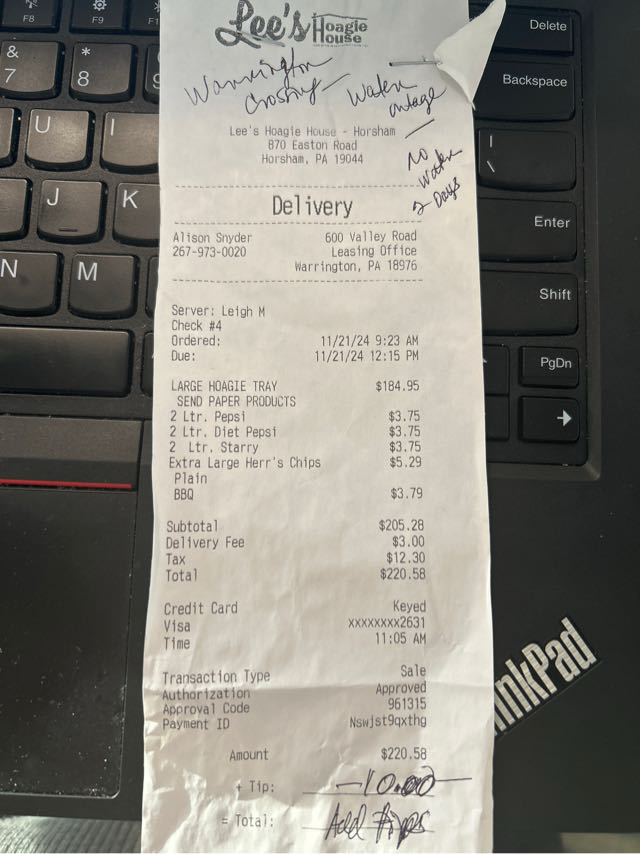 F8
F9
F1
Delete
&
7
*
8
9
Backspace
U
I
|
\
J
K
Enter
N
M
Shift
PgDn
→
inkPad
Lee's Hoagie House
Warrington Crossing
Water outage
No Water 2 Days
Lee's Hoagie House - Horsham
870 Easton Road
Horsham, PA 19044
Delivery
Alison Snyder 600 Valley Road
267-973-0020 Leasing Office
Warrington, PA 18976
Server: Leigh M
Check #4
Ordered: 11/21/24 9:23 AM
Due: 11/21/24 12:15 PM
LARGE HOAGIE TRAY $184.95
SEND PAPER PRODUCTS
2 Ltr. Pepsi $3.75
2 Ltr. Diet Pepsi $3.75
2 Ltr. Starry $3.75
Extra Large Herr's Chips $5.29
Plain
BBQ $3.79
Subtotal $205.28
Delivery Fee $3.00
Tax $12.30
Total $220.58
Credit Card Keyed
Visa xxxxxxxx2631
Time 11:05 AM
Transaction Type Sale
Authorization Approved
Approval Code 961315
Payment ID Nswjst9qxthg
Amount $220.58
+ Tip: 10.00
= Total: Add